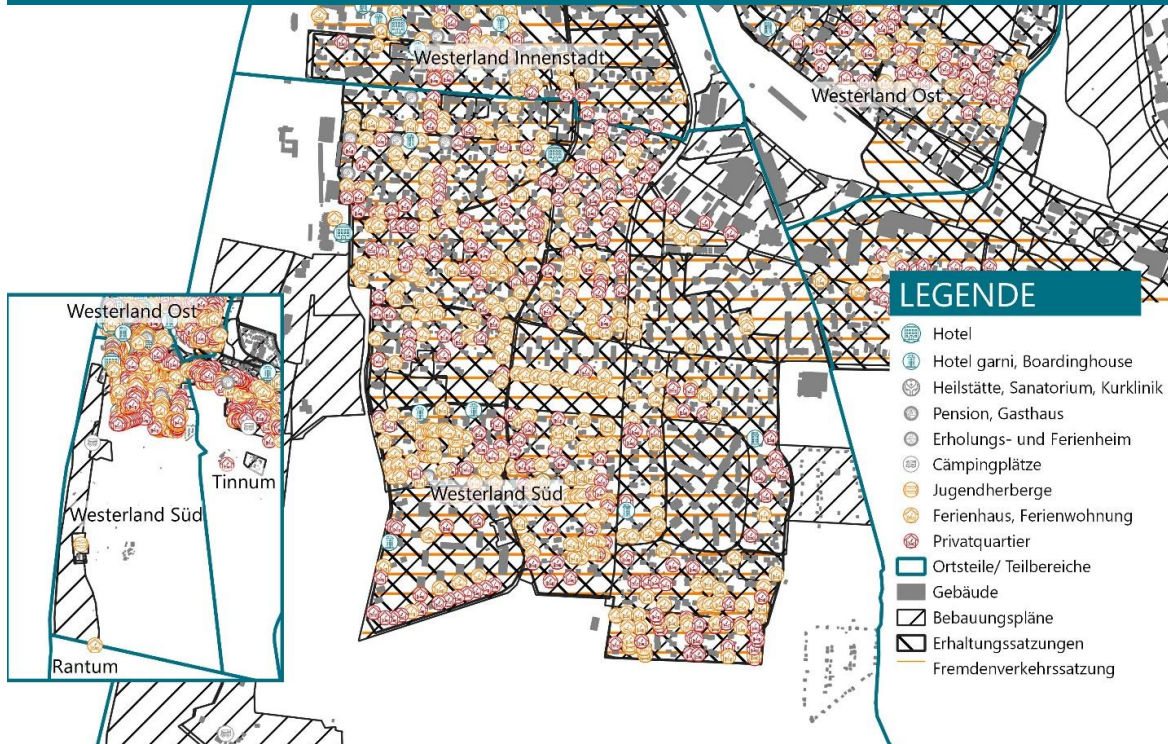 Westerland Innenstadt
Westerland Ost
Westerland Süd
Westerland Ost
Tinnum
Westerland Süd
Rantum
LEGENDE
Hotel
Hotel garni, Boardinghouse
Heilstätte, Sanatorium, Kurklinik
Pension, Gasthaus
Erholungs- und Ferienheim
Cämpingplätze
Jugendherberge
Ferienhaus, Ferienwohnung
Privatquartier
Ortsteile/ Teilbereiche
Gebäude
Bebauungspläne
Erhaltungssatzungen
Fremdenverkehrssatzung